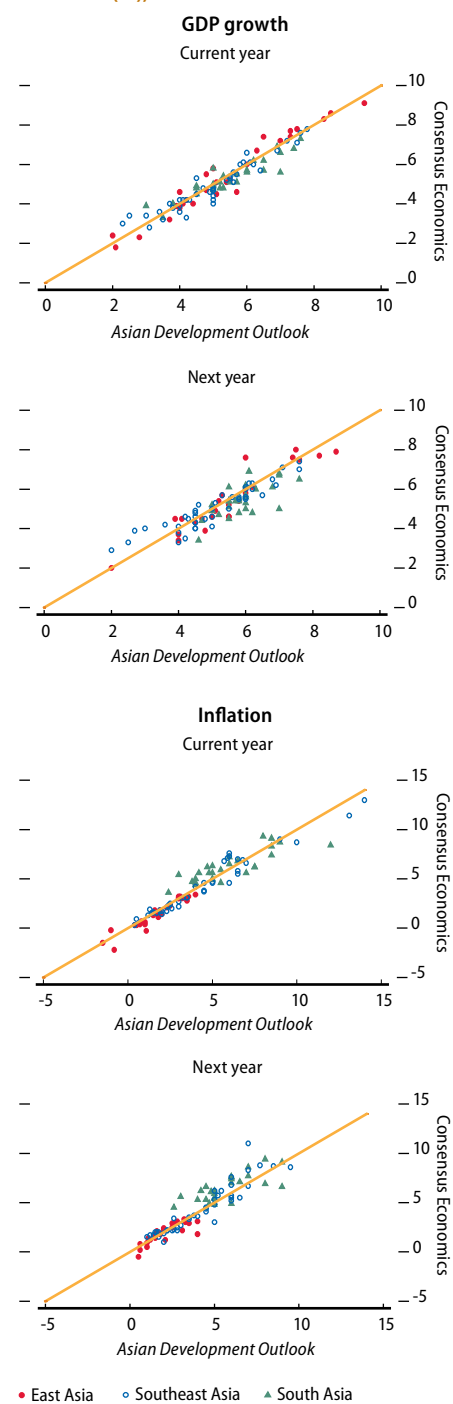 GDP growth
Current year
10
8
6
4
2
0
Consensus Economics
0 2 4 6 8 10
Asian Development Outlook
Next year
10
8
6
4
2
0
Consensus Economics
0 2 4 6 8 10
Asian Development Outlook
Inflation
Current year
15
10
5
0
-5
Consensus Economics
-5 0 5 10 15
Asian Development Outlook
Next year
15
10
5
0
-5
Consensus Economics
-5 0 5 10 15
Asian Development Outlook
East Asia Southeast Asia South Asia